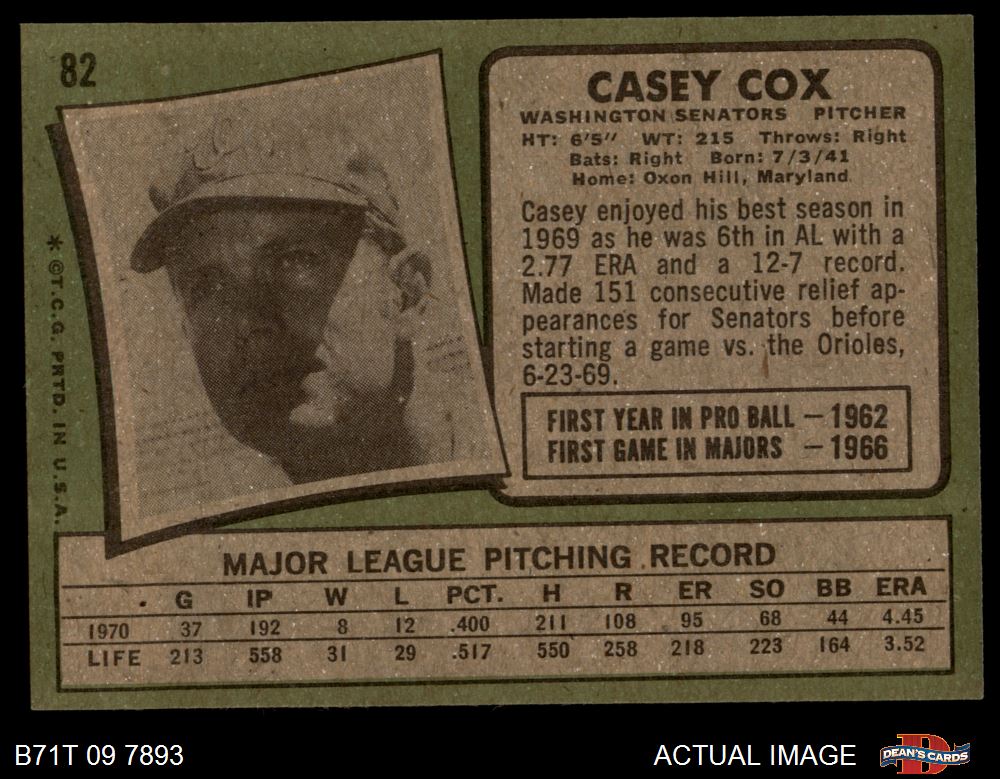 82
CASEY COX
WASHINGTON SENATORS PITCHER
HT: 6'5" WT: 215 Throws: Right
Bats: Right Born: 7/3/41
Home: Oxon Hill, Maryland
Casey enjoyed his best season in
1969 as he was 6th in AL with a
2.77 ERA and a 12-7 record.
Made 151 consecutive relief ap-
pearances for Senators before
starting a game vs. the Orioles,
6-23-69.
FIRST YEAR IN PRO BALL — 1962
FIRST GAME IN MAJORS — 1966
* © T.C.G. PRTD. IN U.S.A.
MAJOR LEAGUE PITCHING RECORD
G IP W L PCT. H R ER SO BB ERA
1970 37 192 8 12 .400 211 108 95 68 44 4.45
LIFE 213 558 31 29 .517 550 258 218 223 164 3.52
B71T 09 7893
ACTUAL IMAGE
DEAN'S CARDS